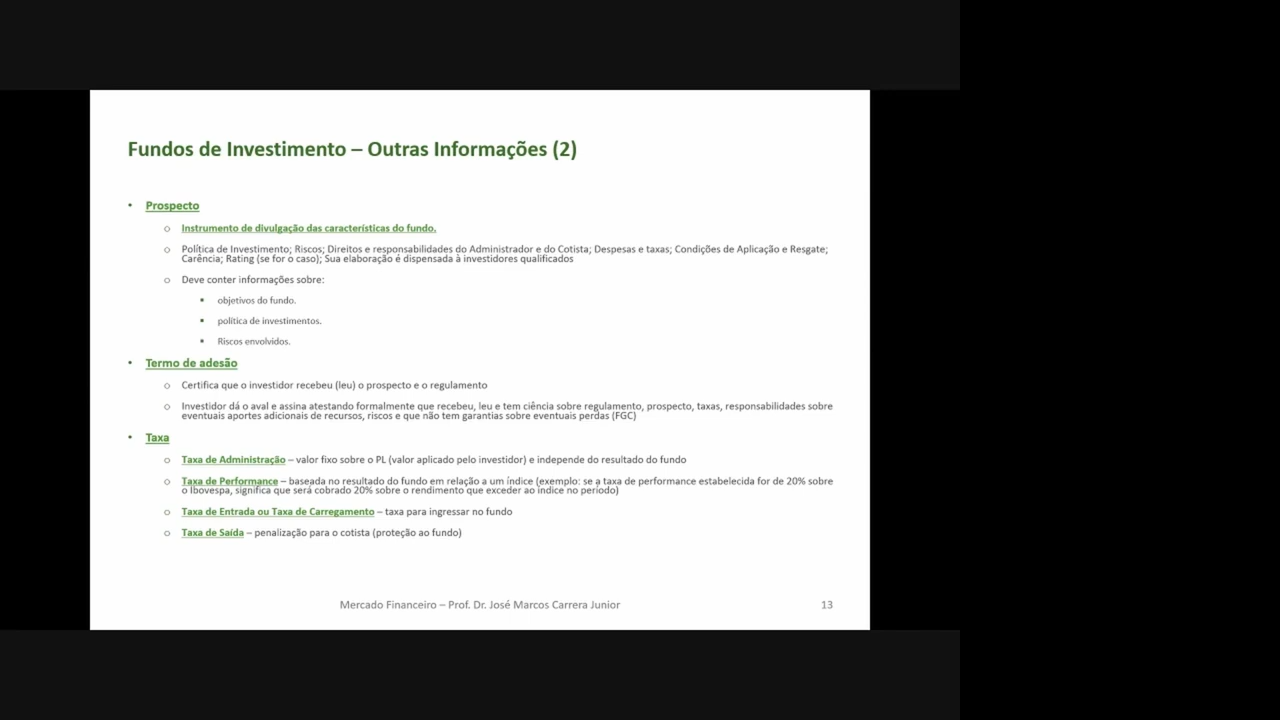 Fundos de Investimento – Outras Informações (2)
• Prospecto
o Instrumento de divulgação das características do fundo.
o Política de Investimento; Riscos; Direitos e responsabilidades do Administrador e do Cotista; Despesas e taxas; Condições de Aplicação e Resgate;
Carência; Rating (se for o caso); Sua elaboração é dispensada à investidores qualificados
o Deve conter informações sobre:
▪ objetivos do fundo.
▪ política de investimentos.
▪ Riscos envolvidos.
• Termo de adesão
o Certifica que o investidor recebeu (leu) o prospecto e o regulamento
o Investidor dá o aval e assina atestando formalmente que recebeu, leu e tem ciência sobre regulamento, prospecto, taxas, responsabilidades sobre
eventuais aportes adicionais de recursos, riscos e que não tem garantias sobre eventuais perdas (FGC)
• Taxa
o Taxa de Administração – valor fixo sobre o PL (valor aplicado pelo investidor) e independe do resultado do fundo
o Taxa de Performance – baseada no resultado do fundo em relação a um índice (exemplo: se a taxa de performance estabelecida for de 20% sobre
o Ibovespa, significa que será cobrado 20% sobre o rendimento que exceder ao índice no período)
o Taxa de Entrada ou Taxa de Carregamento – taxa para ingressar no fundo
o Taxa de Saída – penalização para o cotista (proteção ao fundo)
Mercado Financeiro – Prof. Dr. José Marcos Carrera Junior 13